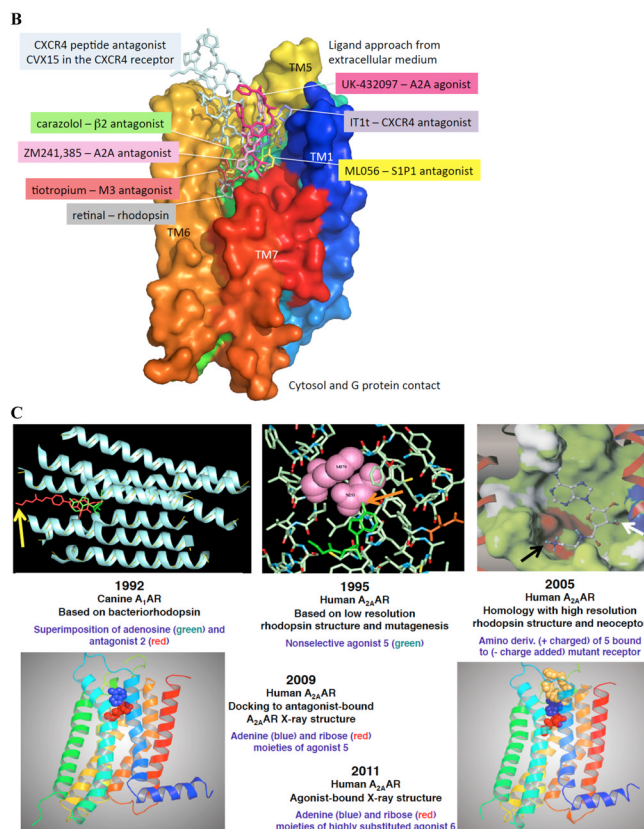 B
CXCR4 peptide antagonist
CVX15 in the CXCR4 receptor
Ligand approach from
extracellular medium
TM5
UK-432097 – A2A agonist
carazolol – β2 antagonist
IT1t – CXCR4 antagonist
ZM241,385 – A2A antagonist
TM1
ML056 – S1P1 antagonist
tiotropium – M3 antagonist
retinal – rhodopsin
TM6
TM7
Cytosol and G protein contact
C
1992
Canine A₁AR
Based on bacteriorhodopsin
Superimposition of adenosine (green) and
antagonist 2 (red)
1995
Human A₂ₐAR
Based on low resolution
rhodopsin structure and mutagenesis
Nonselective agonist 5 (green)
2005
Human A₂ₐAR
Homology with high resolution
rhodopsin structure and neoceptor
Amino deriv. (+ charged) of 5 bound
to (- charge added) mutant receptor
2009
Human A₂ₐAR
Docking to antagonist-bound
A₂ₐAR X-ray structure
Adenine (blue) and ribose (red)
moieties of agonist 5
2011
Human A₂ₐAR
Agonist-bound X-ray structure
Adenine (blue) and ribose (red)
moieties of highly substituted agonist 6